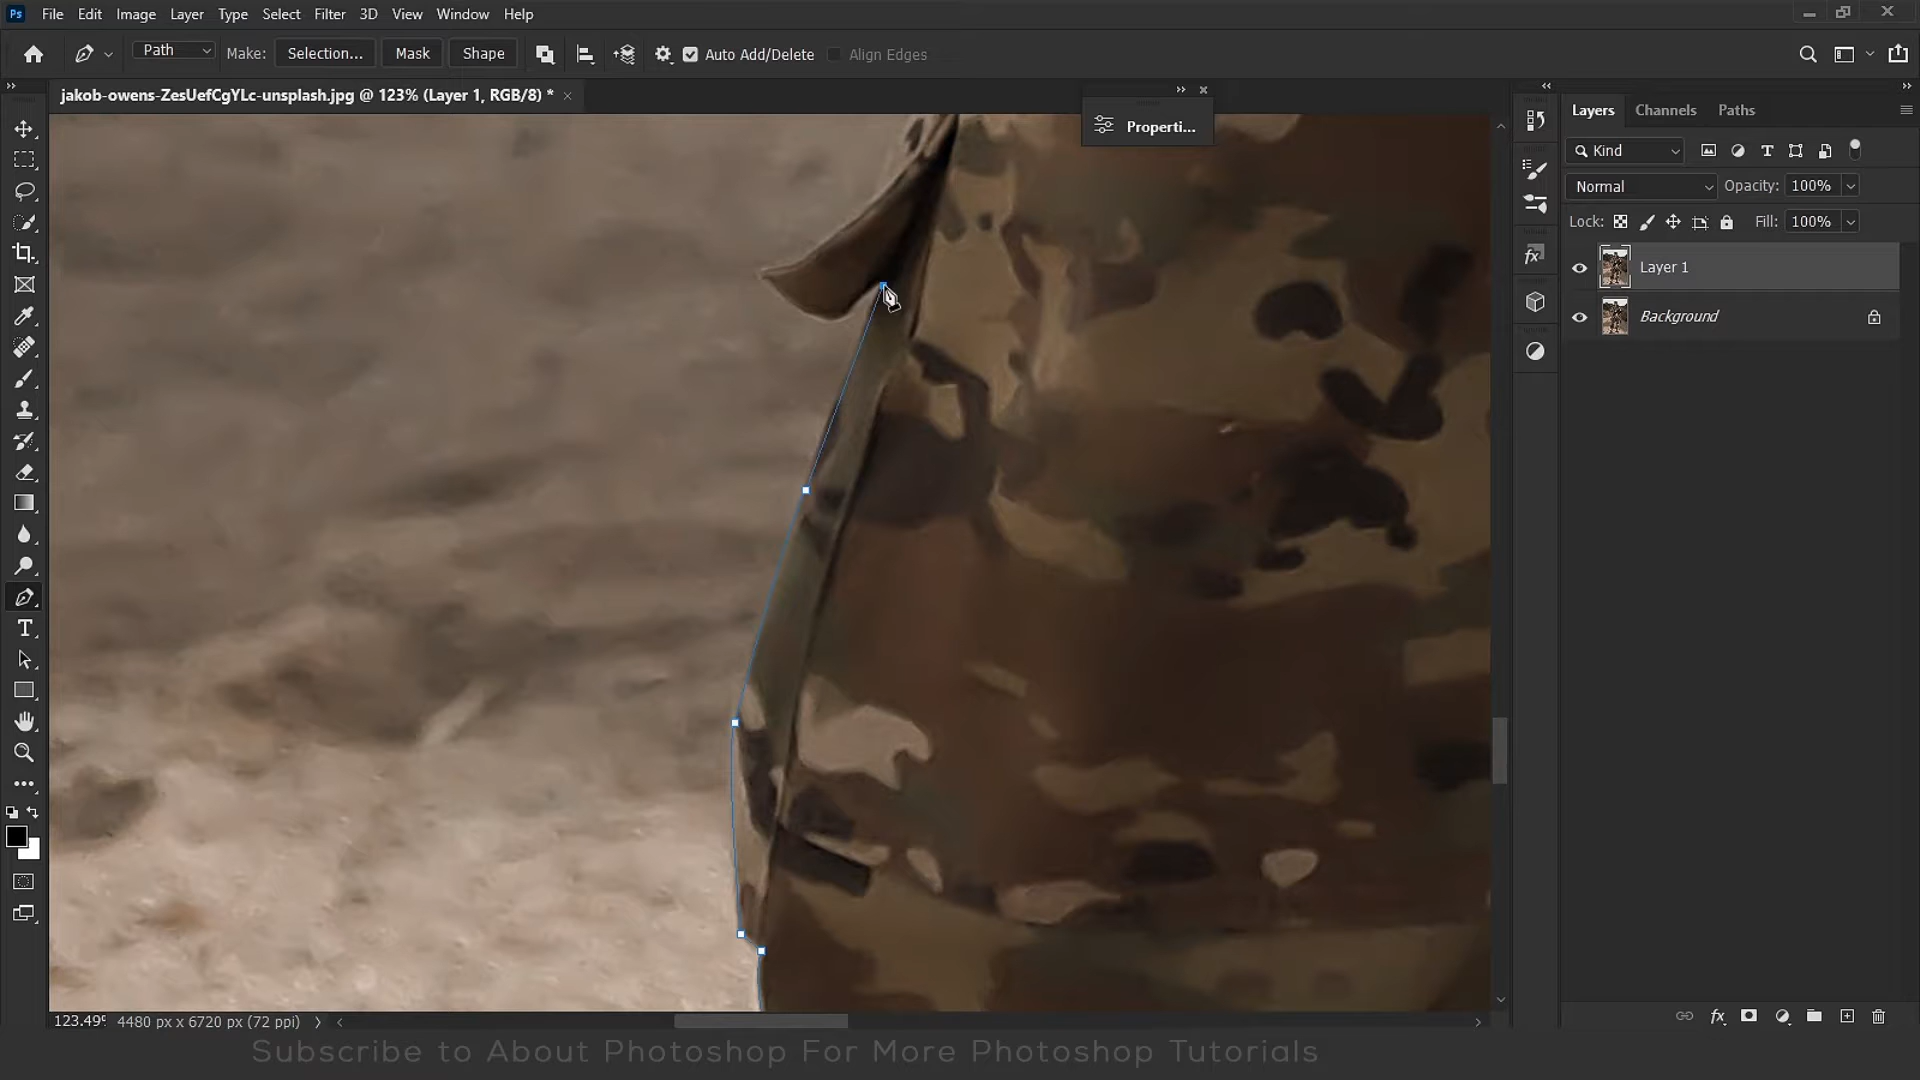 Ps File Edit Image Layer Type Select Filter 3D View Window Help
Path Make: Selection... Mask Shape Auto Add/Delete Align Edges
jakob-owens-ZesUefCgYLc-unsplash.jpg @ 123% (Layer 1, RGB/8) *
Properti...
Layers Channels Paths
Kind
Normal Opacity: 100%
Lock: Fill: 100%
Layer 1
Background
123.49% 4480 px x 6720 px (72 ppi)
Subscribe to About Photoshop For More Photoshop Tutorials